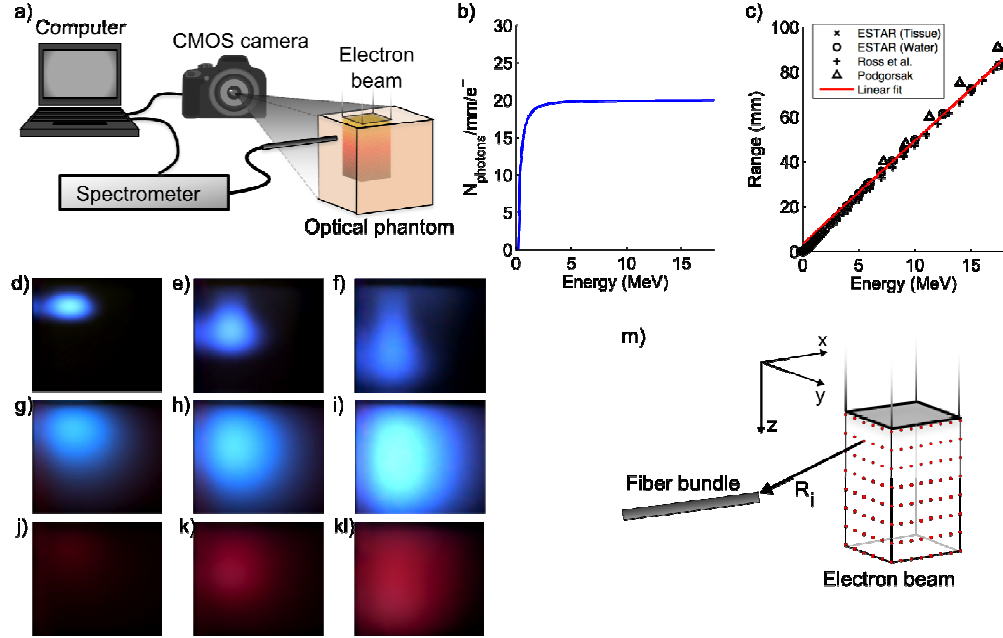 a)
Computer
CMOS camera
Electron
beam
Spectrometer
Optical phantom
b)
N photons/mm/e-
30
25
20
15
10
5
0
0 5 10 15
Energy (MeV)
c)
Range (mm)
100
80
60
40
20
0
× ESTAR (Tissue)
ESTAR (Water)
+ Ross et al.
Podgorsak
Linear fit
0 5 10 15
Energy (MeV)
d)
e)
f)
g)
h)
i)
j)
k)
kl)
m)
x
y
z
Fiber bundle
Ri
Electron beam